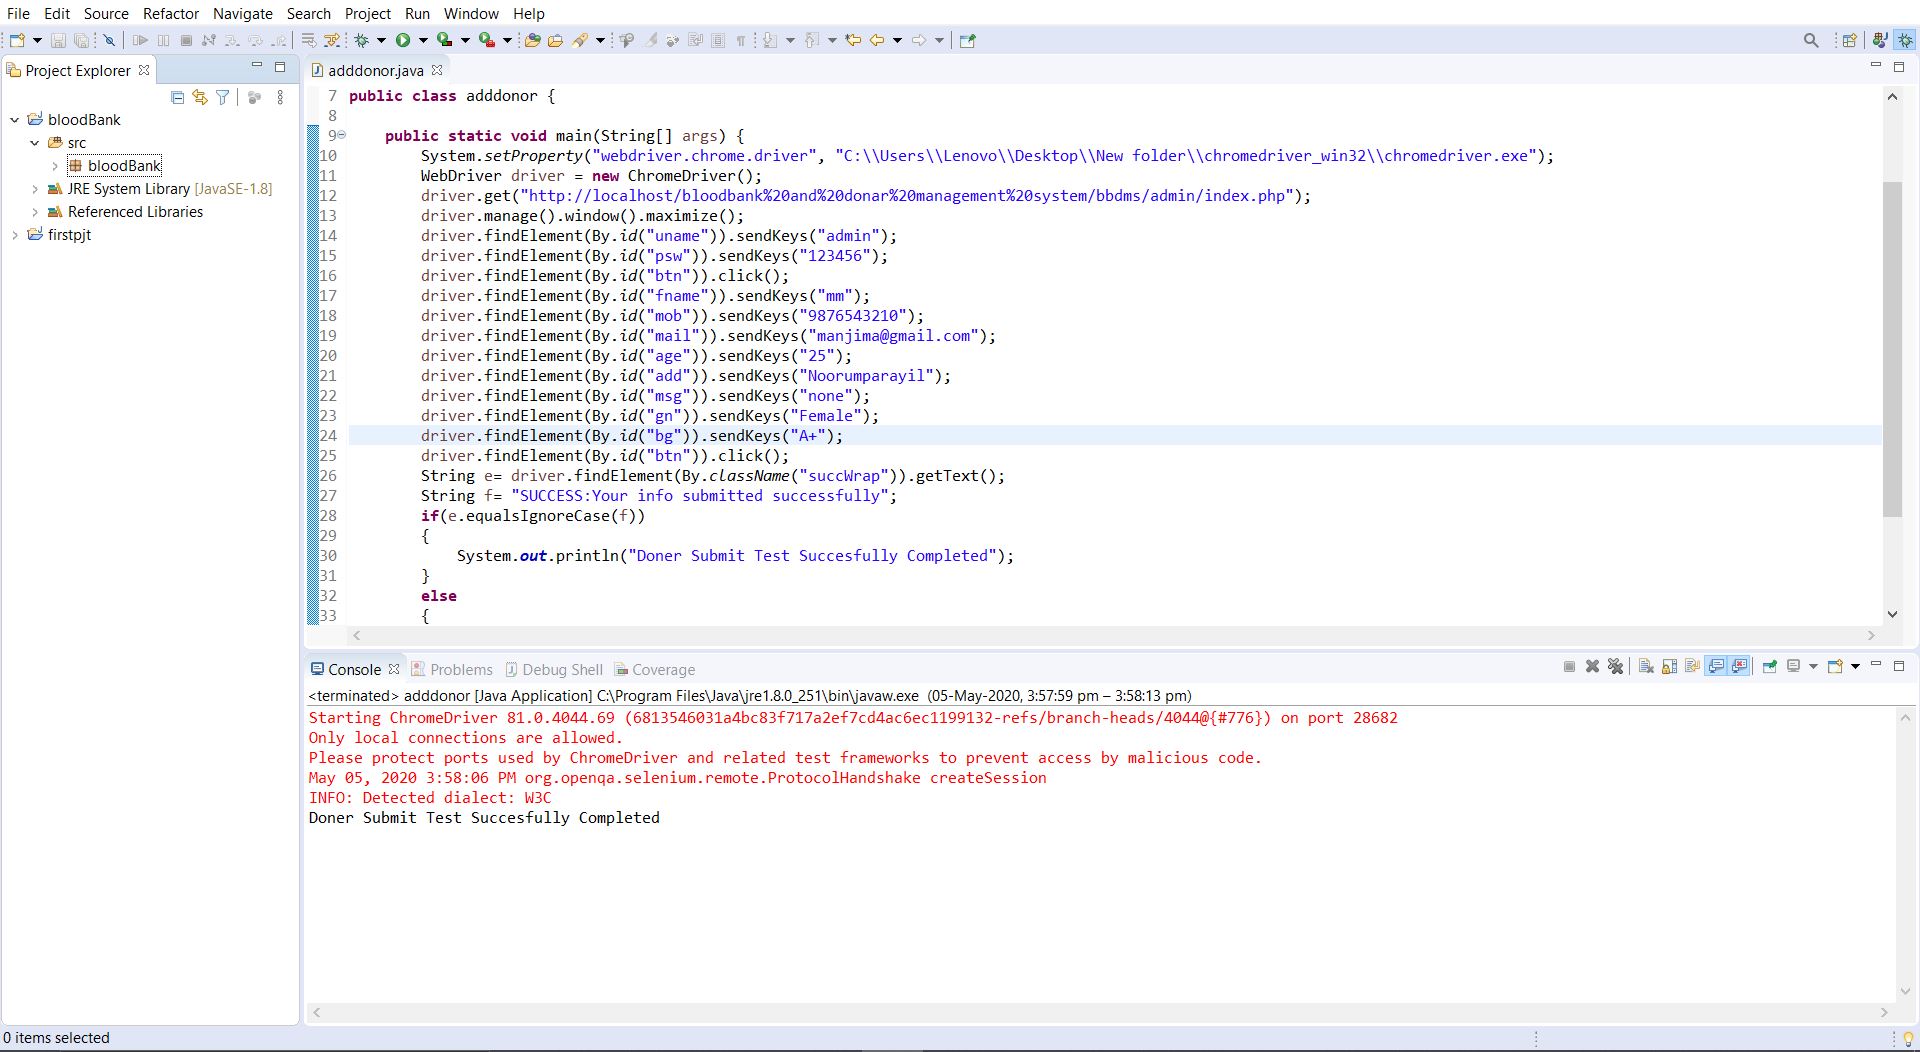 File Edit Source Refactor Navigate Search Project Run Window Help
Project Explorer
bloodBank
src
bloodBank
JRE System Library [JavaSE-1.8]
Referenced Libraries
firstpjt
adddonor.java
7 public class adddonor {
8
9 public static void main(String[] args) {
10 System.setProperty("webdriver.chrome.driver", "C:\\Users\\Lenovo\\Desktop\\New folder\\chromedriver_win32\\chromedriver.exe");
11 WebDriver driver = new ChromeDriver();
12 driver.get("http://localhost/bloodbank%20and%20donar%20management%20system/bbdms/admin/index.php");
13 driver.manage().window().maximize();
14 driver.findElement(By.id("uname")).sendKeys("admin");
15 driver.findElement(By.id("psw")).sendKeys("123456");
16 driver.findElement(By.id("btn")).click();
17 driver.findElement(By.id("fname")).sendKeys("mm");
18 driver.findElement(By.id("mob")).sendKeys("9876543210");
19 driver.findElement(By.id("mail")).sendKeys("manjima@gmail.com");
20 driver.findElement(By.id("age")).sendKeys("25");
21 driver.findElement(By.id("add")).sendKeys("Noorumparayil");
22 driver.findElement(By.id("msg")).sendKeys("none");
23 driver.findElement(By.id("gn")).sendKeys("Female");
24 driver.findElement(By.id("bg")).sendKeys("A+");
25 driver.findElement(By.id("btn")).click();
26 String e= driver.findElement(By.className("succWrap")).getText();
27 String f= "SUCCESS:Your info submitted successfully";
28 if(e.equalsIgnoreCase(f))
29 {
30 System.out.println("Doner Submit Test Succesfully Completed");
31 }
32 else
33 {
Console Problems Debug Shell Coverage
<terminated> adddonor [Java Application] C:\Program Files\Java\jre1.8.0_251\bin\javaw.exe (05-May-2020, 3:57:59 pm – 3:58:13 pm)
Starting ChromeDriver 81.0.4044.69 (6813546031a4bc83f717a2ef7cd4ac6ec1199132-refs/branch-heads/4044@{#776}) on port 28682
Only local connections are allowed.
Please protect ports used by ChromeDriver and related test frameworks to prevent access by malicious code.
May 05, 2020 3:58:06 PM org.openqa.selenium.remote.ProtocolHandshake createSession
INFO: Detected dialect: W3C
Doner Submit Test Succesfully Completed
0 items selected